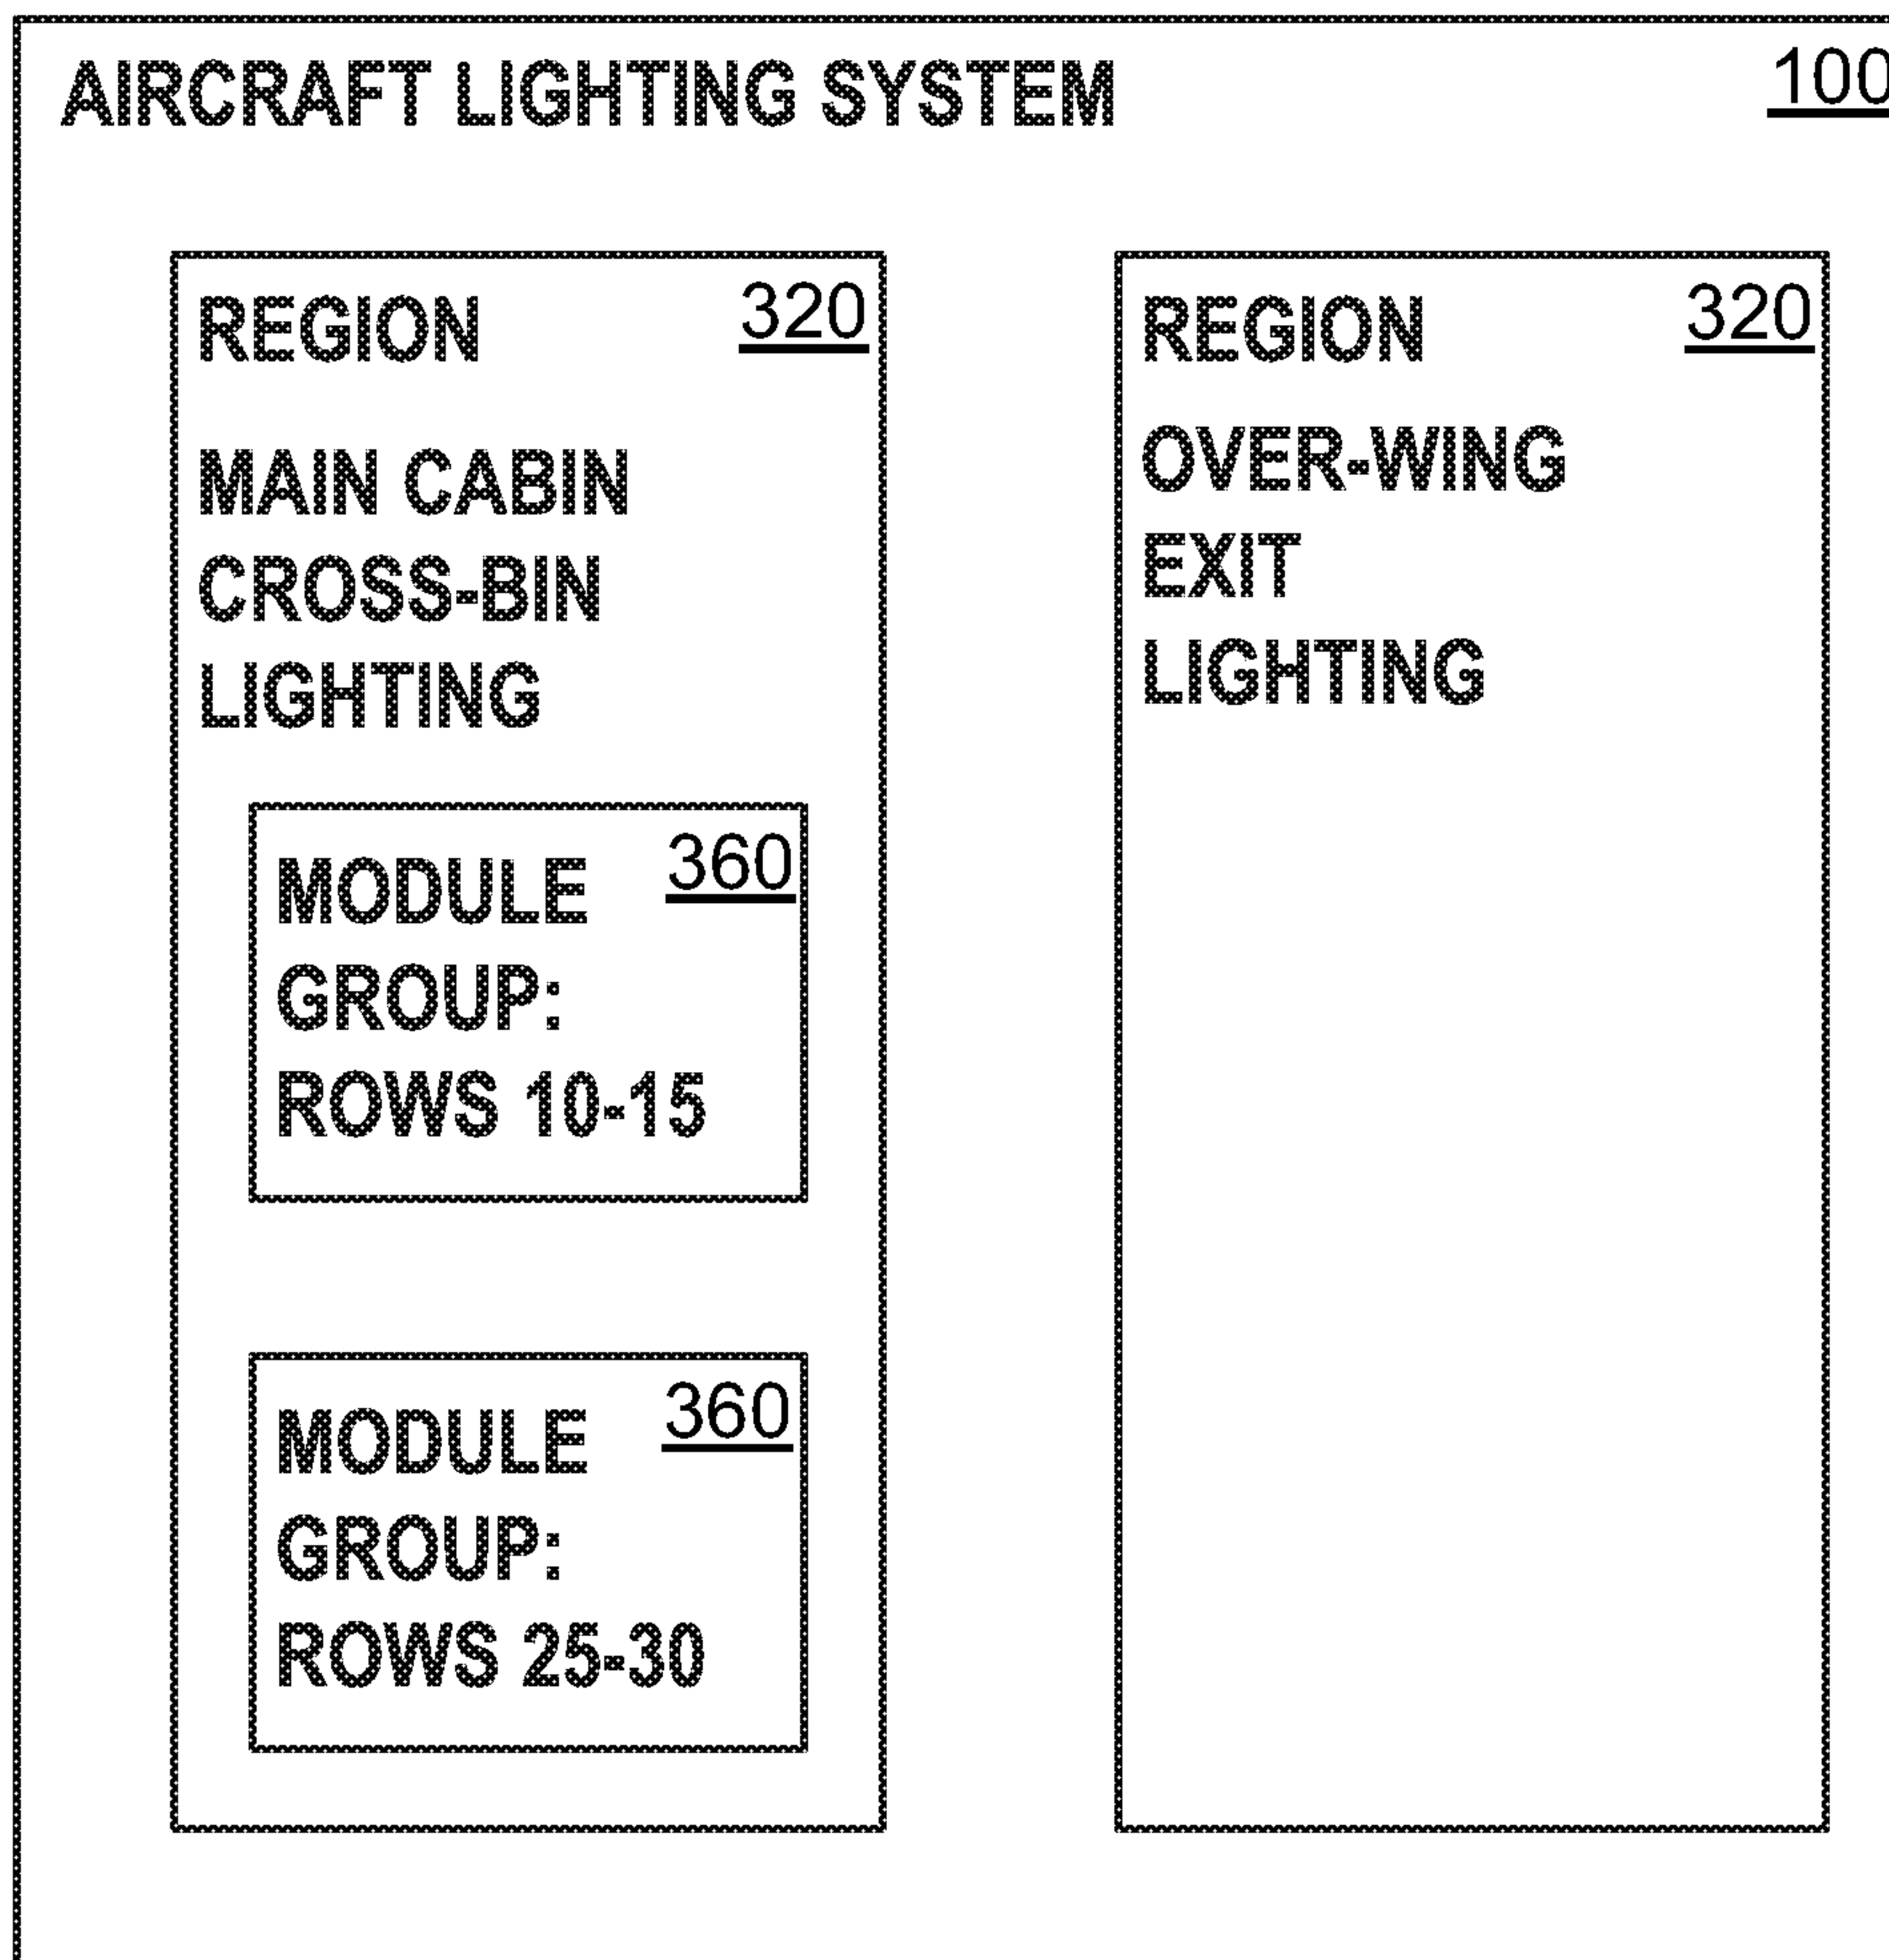 AIRCRAFT LIGHTING SYSTEM 100
REGION 320
MAIN CABIN
CROSS-BIN
LIGHTING
MODULE 360
GROUP:
ROWS 10-15
MODULE 360
GROUP:
ROWS 25-30
REGION 320
OVER-WING
EXIT
LIGHTING